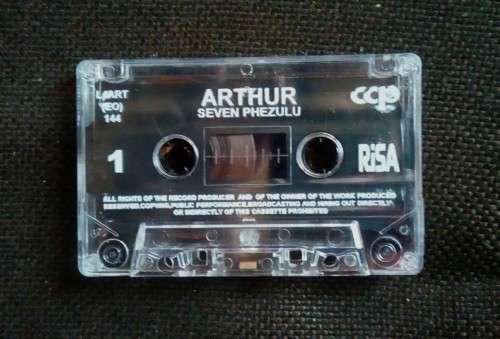 L4ART
(EO)
144
ARTHUR
SEVEN PHEZULU
ccp
1
RiSA
ALL RIGHTS OF THE RECORD PRODUCER AND OF THE OWNER OF THE WORK PRODUCED
RESERVED.COPYING,PUBLIC PERFORMANCE,BROADCASTING AND HIRING OUT DIRECTLY
OR INDIRECTLY OF THIS CASSETTE PROHIBITED